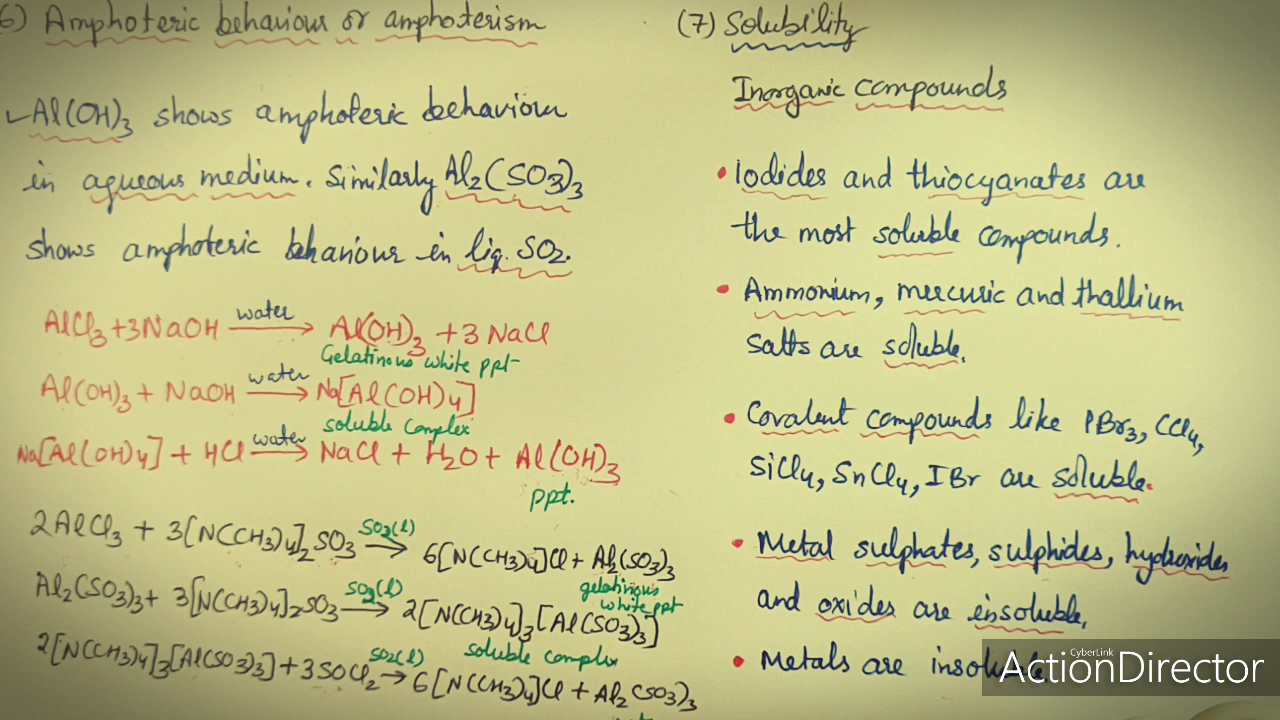 6) Amphoteric behaviour or amphoterism
Al(OH)3 shows amphoteric behaviour
in aqueous medium. Similarly Al2(SO3)3
shows amphoteric behaviour in liq. SO2.
AlCl3 + 3NaOH water → Al(OH)3 + 3 NaCl
Gelatinous white ppt
Al(OH)3 + NaOH water → Na[Al(OH)4]
soluble complex
Na[Al(OH)4] + HCl water → NaCl + H2O + Al(OH)3
ppt.
2AlCl3 + 3[N(CH3)4]2SO3 SO2(l) → 6[N(CH3)4]Cl + Al2(SO3)3
gelatinous
white ppt
Al2(SO3)3 + 3[N(CH3)4]2SO3 SO2(l) → 2[N(CH3)4]3[Al(SO3)3]
soluble complex
2[N(CH3)4]3[Al(SO3)3] + 3SOCl2 SO2(l) → 6[N(CH3)4]Cl + Al2(SO3)3
(7) Solubility
Inorganic compounds
• Iodides and thiocyanates are
the most soluble compounds.
• Ammonium, mercuric and thallium
salts are soluble.
• Covalent compounds like PBr3, CCl4,
SiCl4, SnCl4, IBr are soluble.
• Metal sulphates, sulphides, hydroxides
and oxides are insoluble.
• Metals are insoluble
CyberLink
ActionDirector